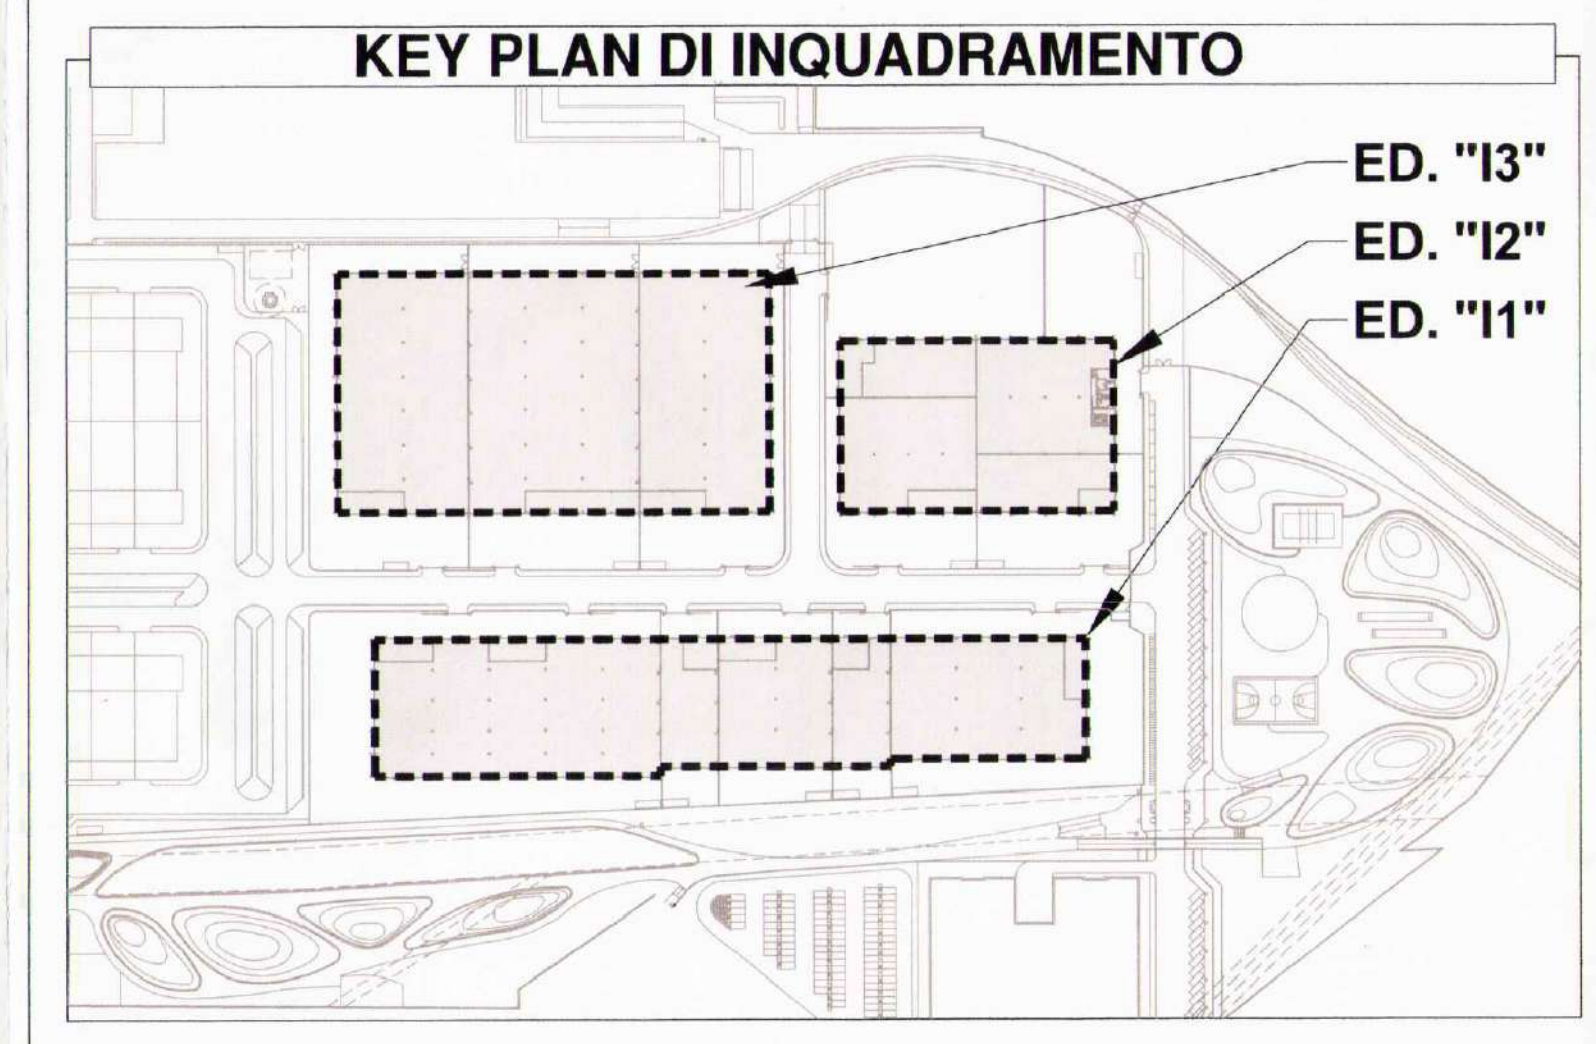 KEY PLAN DI INQUADRAMENTO
ED. "I3"
ED. "I2"
ED. "I1"